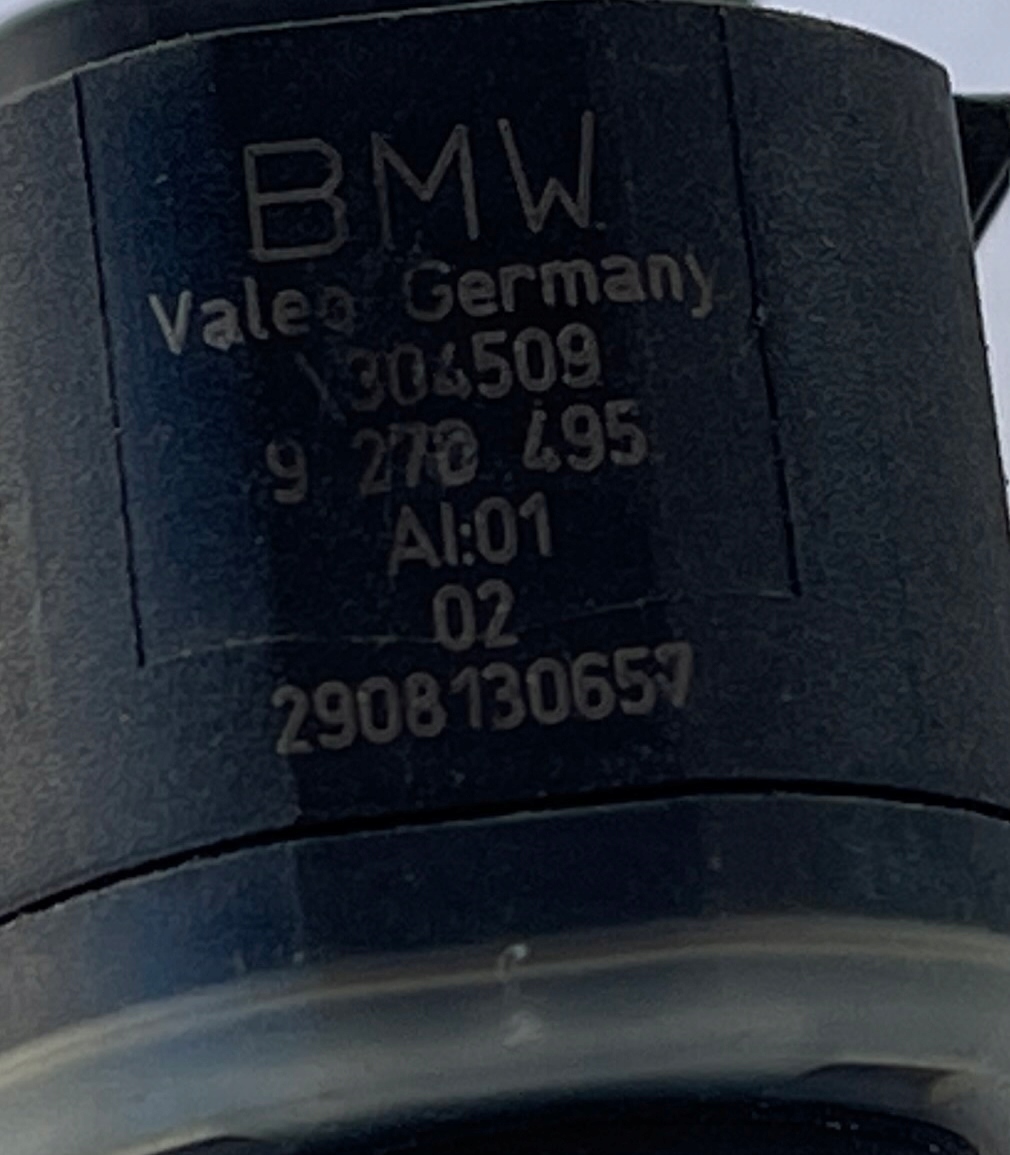 BMW
Valeo Germany
304509
9 270 495
AI:01
02
2908130657